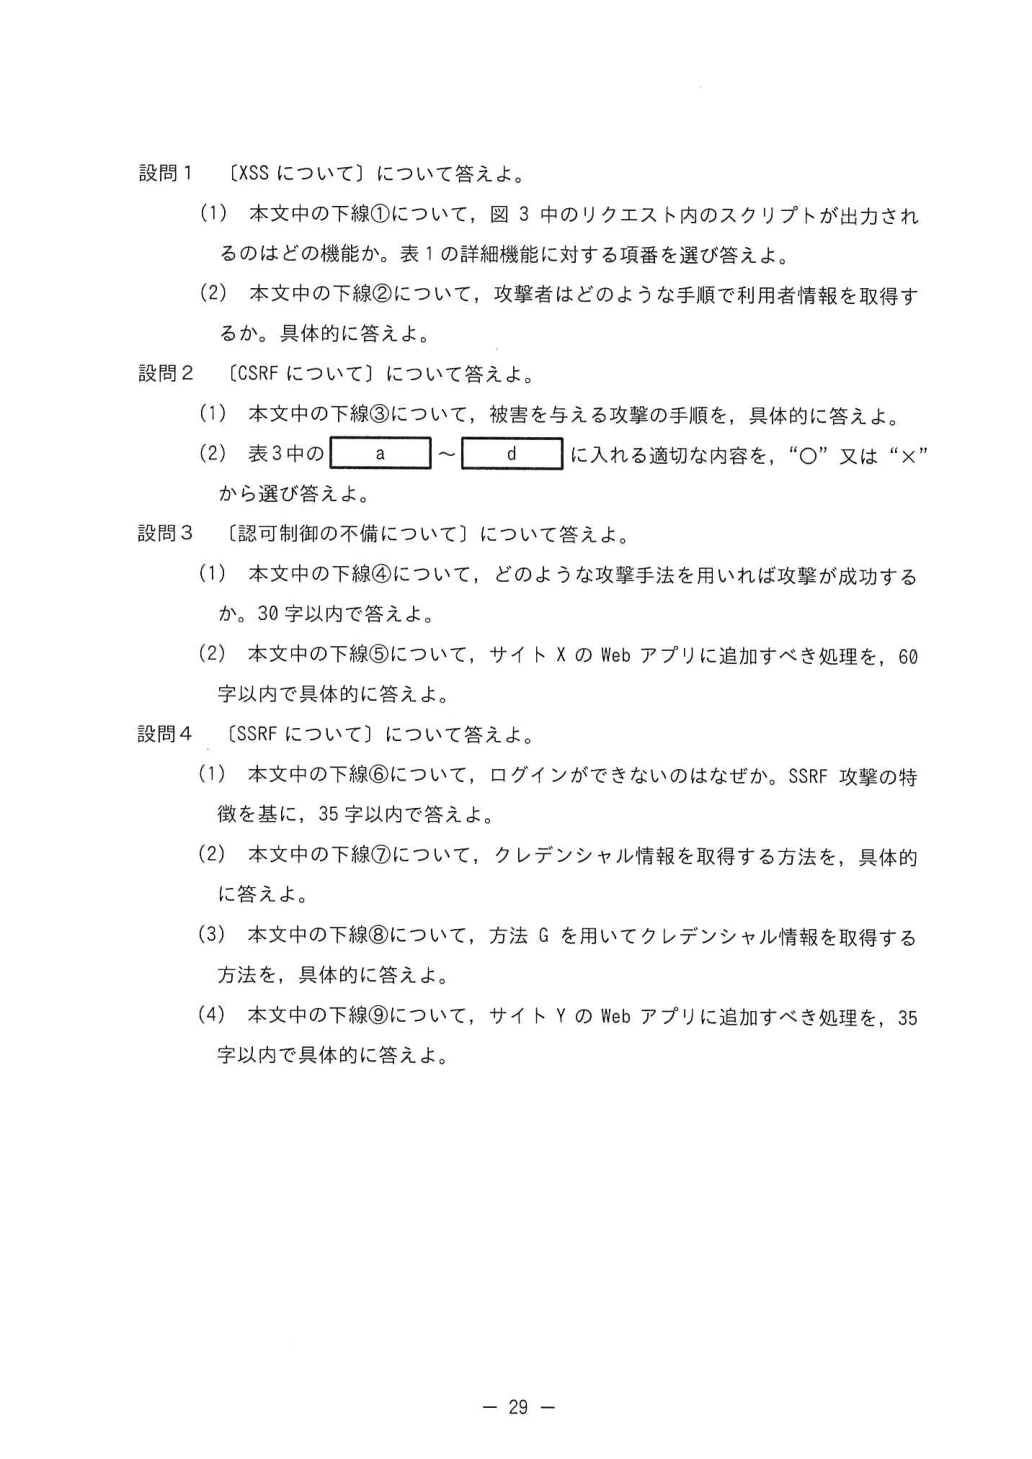 設問1　〔XSS について〕について答えよ。
(1)　本文中の下線①について，図 3 中のリクエスト内のスクリプトが出力され
るのはどの機能か。表 1 の詳細機能に対する項番を選び答えよ。
(2)　本文中の下線②について，攻撃者はどのような手順で利用者情報を取得す
るか。具体的に答えよ。
設問2　〔CSRF について〕について答えよ。
(1)　本文中の下線③について，被害を与える攻撃の手順を，具体的に答えよ。
(2)　表3中の a ～ d に入れる適切な内容を，“○”又は“×”
から選び答えよ。
設問3　〔認可制御の不備について〕について答えよ。
(1)　本文中の下線④について，どのような攻撃手法を用いれば攻撃が成功する
か。30 字以内で答えよ。
(2)　本文中の下線⑤について，サイト X の Web アプリに追加すべき処理を，60
字以内で具体的に答えよ。
設問4　〔SSRF について〕について答えよ。
(1)　本文中の下線⑥について，ログインができないのはなぜか。SSRF 攻撃の特
徴を基に，35 字以内で答えよ。
(2)　本文中の下線⑦について，クレデンシャル情報を取得する方法を，具体的
に答えよ。
(3)　本文中の下線⑧について，方法 G を用いてクレデンシャル情報を取得する
方法を，具体的に答えよ。
(4)　本文中の下線⑨について，サイト Y の Web アプリに追加すべき処理を，35
字以内で具体的に答えよ。
－ 29 －